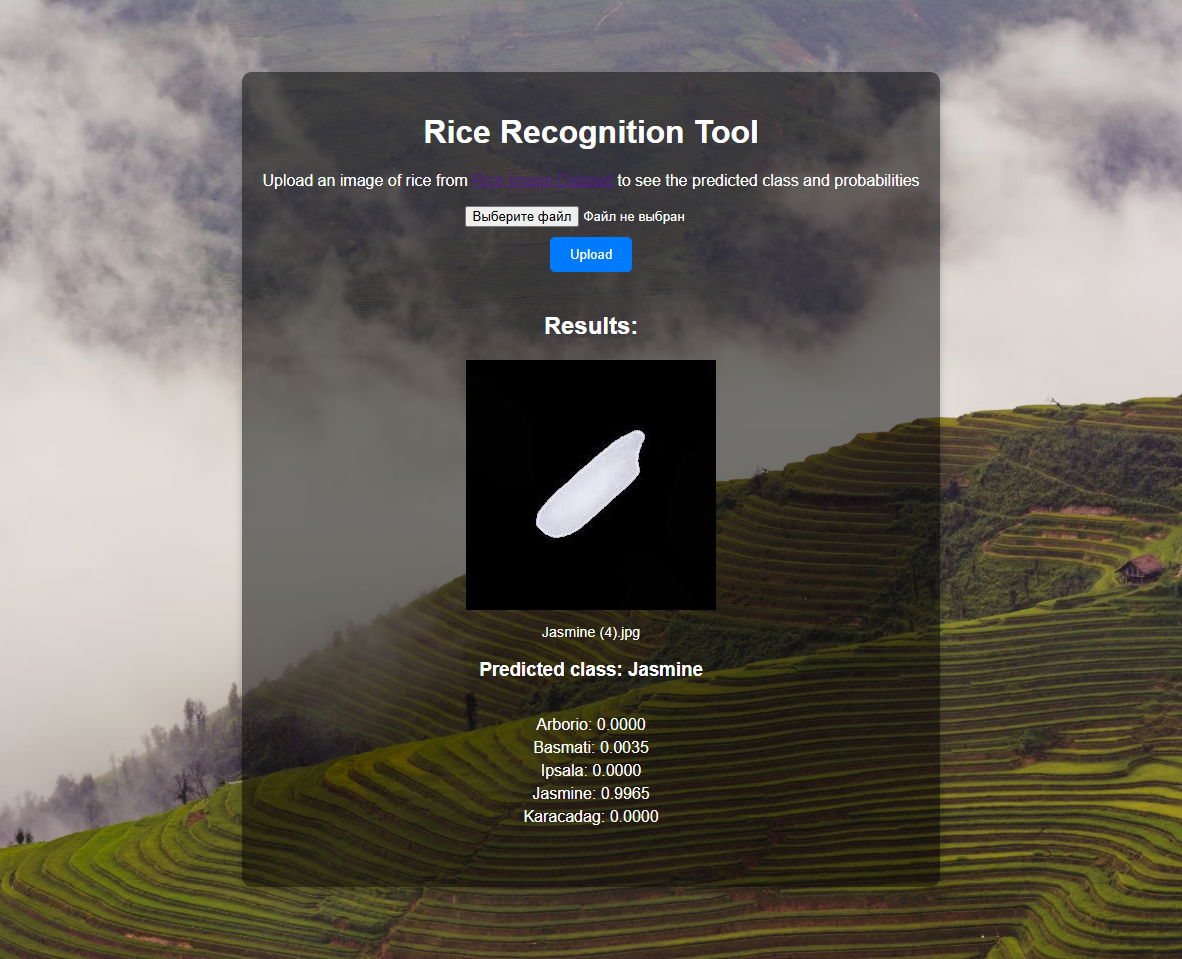 Rice Recognition Tool
Upload an image of rice from Rice Image Dataset to see the predicted class and probabilities
Выберите файл Файл не выбран
Upload
Results:
Jasmine (4).jpg
Predicted class: Jasmine
Arborio: 0.0000
Basmati: 0.0035
Ipsala: 0.0000
Jasmine: 0.9965
Karacadag: 0.0000